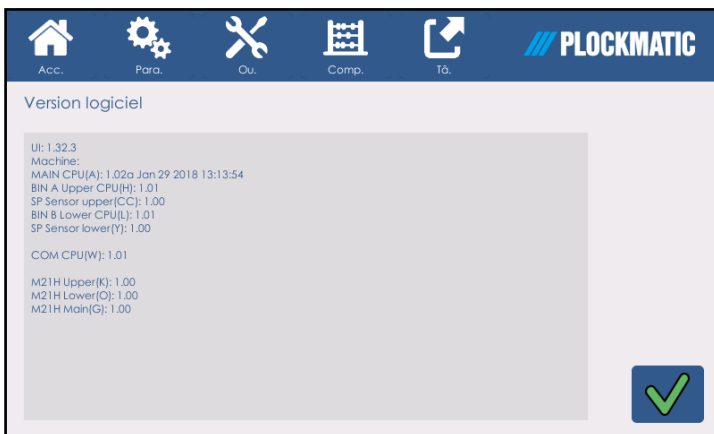 Acc. Para. Ou. Comp. Tâ. PLOCKMATIC
Version logiciel
UI: 1.32.3
Machine:
MAIN CPU(A): 1.02a Jan 29 2018 13:13:54
BIN A Upper CPU(H): 1.01
SP Sensor upper(CC): 1.00
BIN B Lower CPU(L): 1.01
SP Sensor lower(Y): 1.00
COM CPU(W): 1.01
M21H Upper(K): 1.00
M21H Lower(O): 1.00
M21H Main(G): 1.00